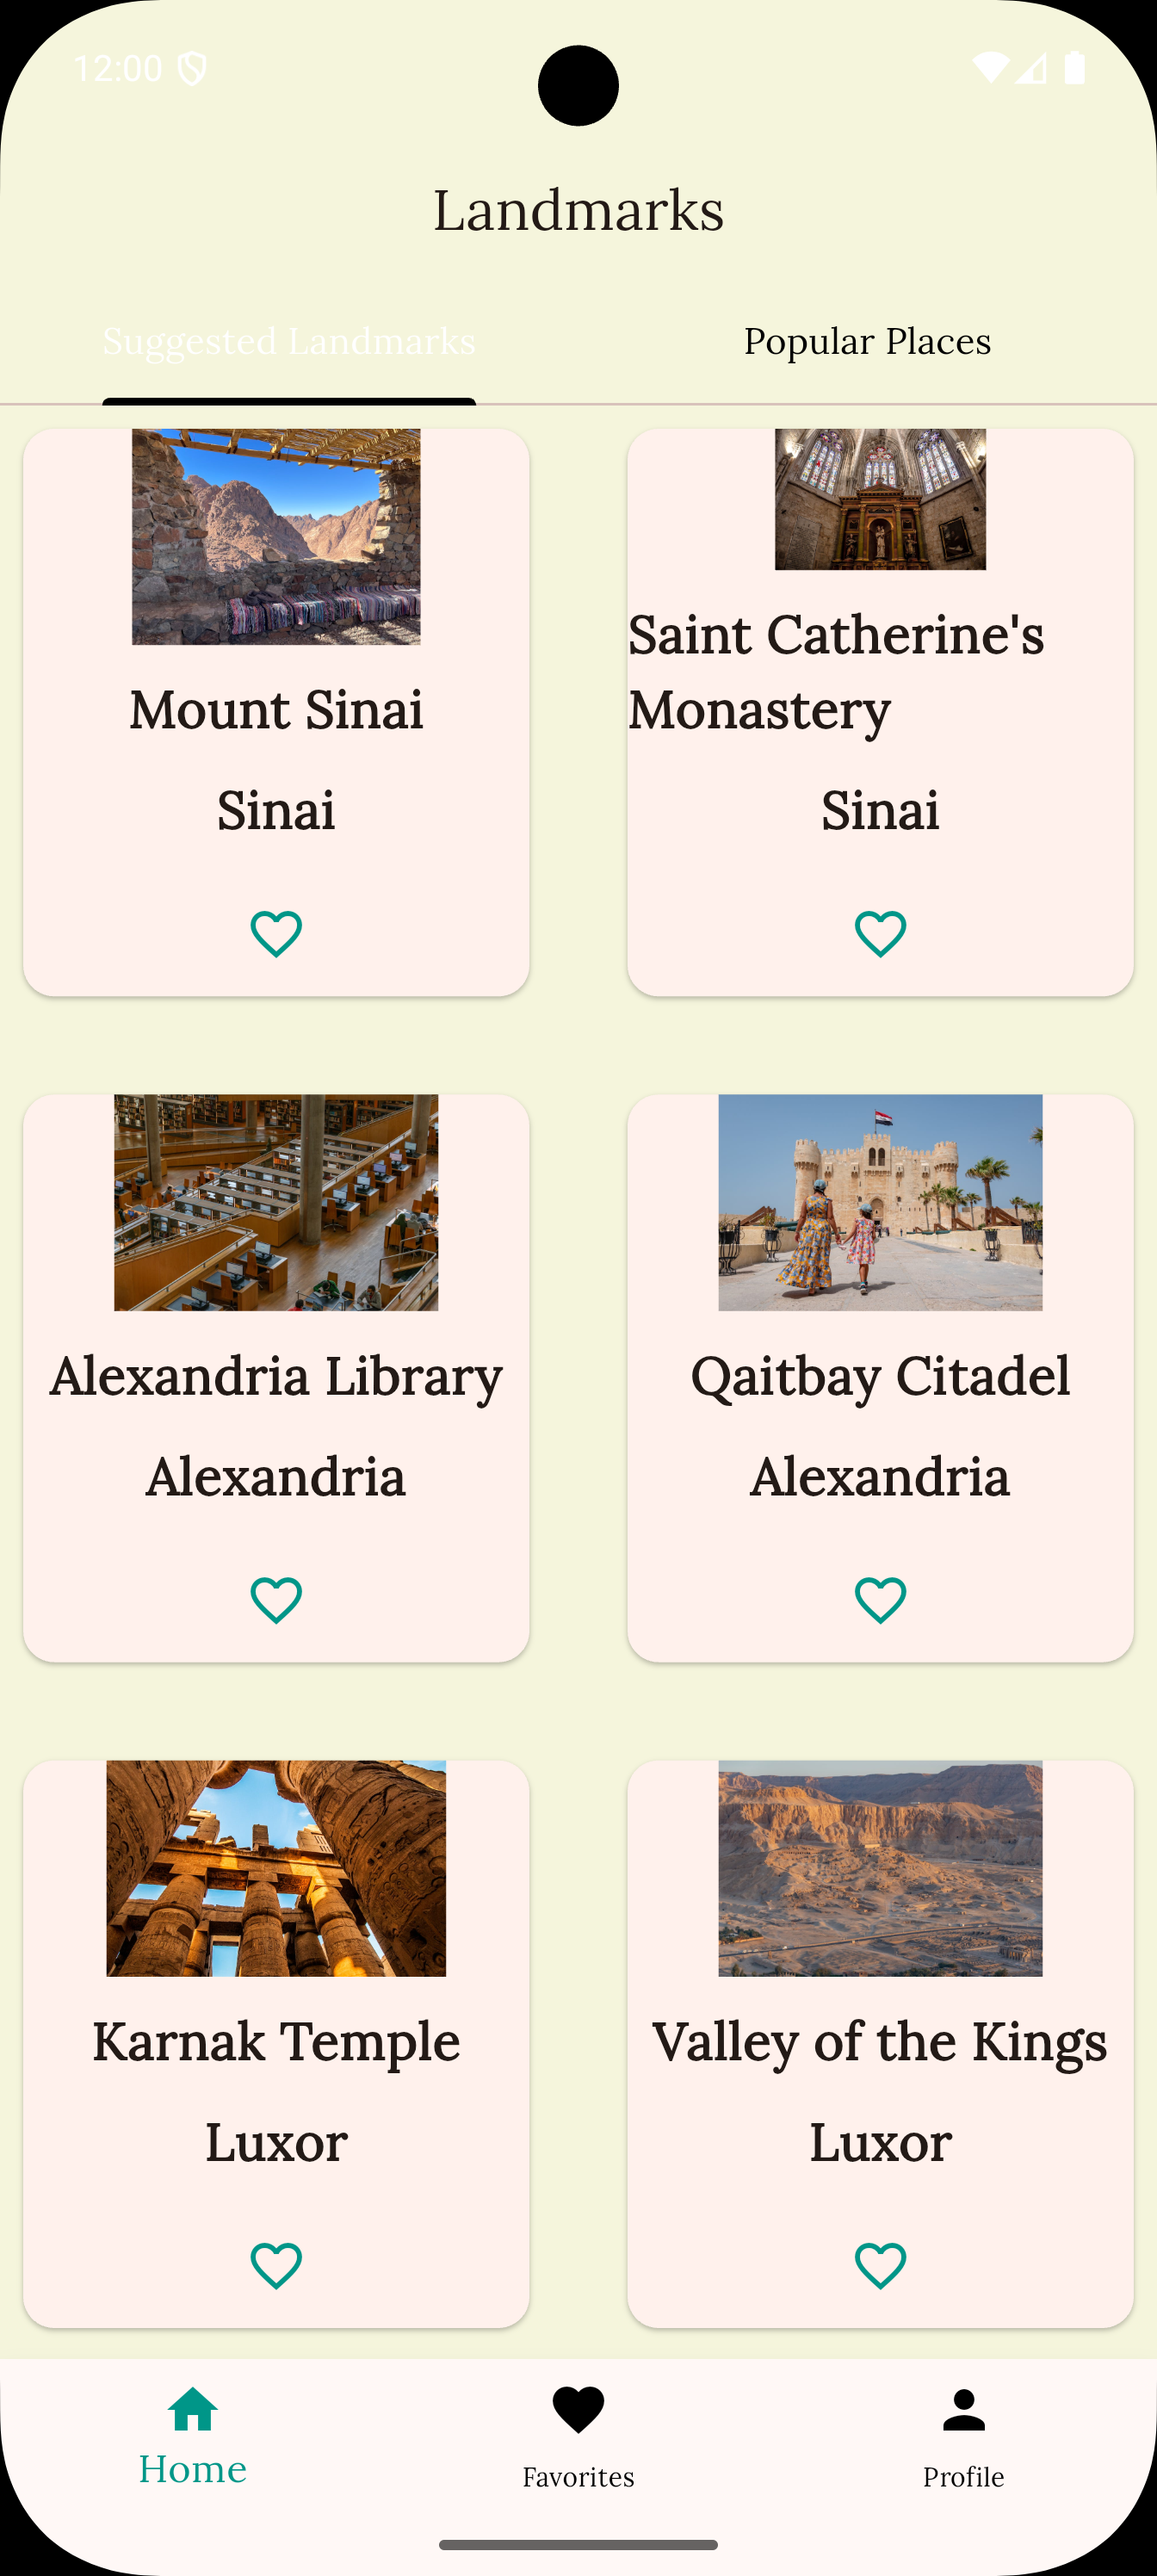 12:00
Landmarks
Suggested Landmarks
Popular Places
Mount Sinai
Sinai
Saint Catherine's
Monastery
Sinai
Alexandria Library
Alexandria
Qaitbay Citadel
Alexandria
Karnak Temple
Luxor
Valley of the Kings
Luxor
Home
Favorites
Profile